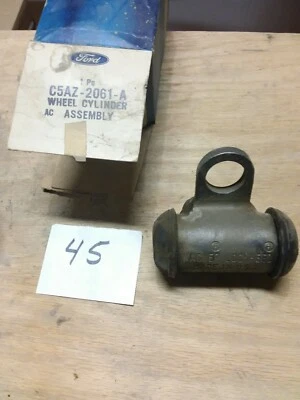 Ford
1 Pc
C5AZ-2061-A
WHEEL CYLINDER
AC ASSEMBLY
45